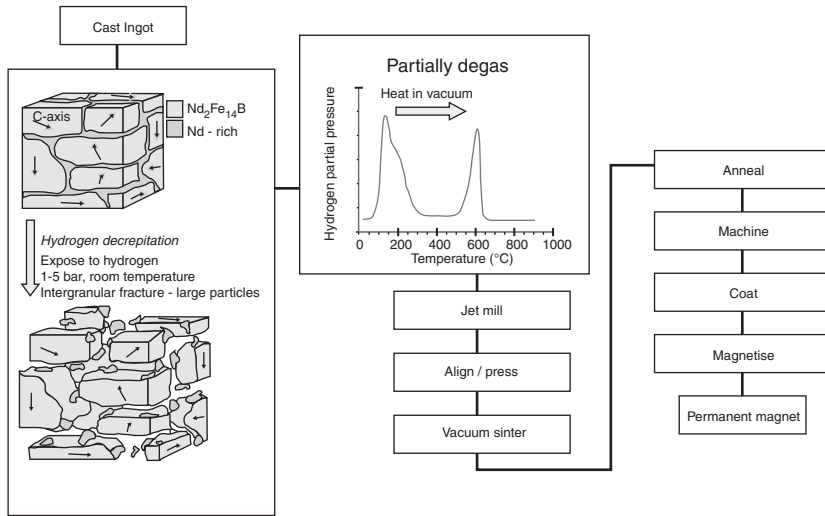 Cast Ingot
C-axis
Nd₂Fe₁₄B
Nd - rich
Hydrogen decrepitation
Expose to hydrogen
1-5 bar, room temperature
Intergranular fracture - large particles
Partially degas
Heat in vacuum
Hydrogen partial pressure
0 200 400 600 800 1000
Temperature (°C)
Jet mill
Align / press
Vacuum sinter
Anneal
Machine
Coat
Magnetise
Permanent magnet